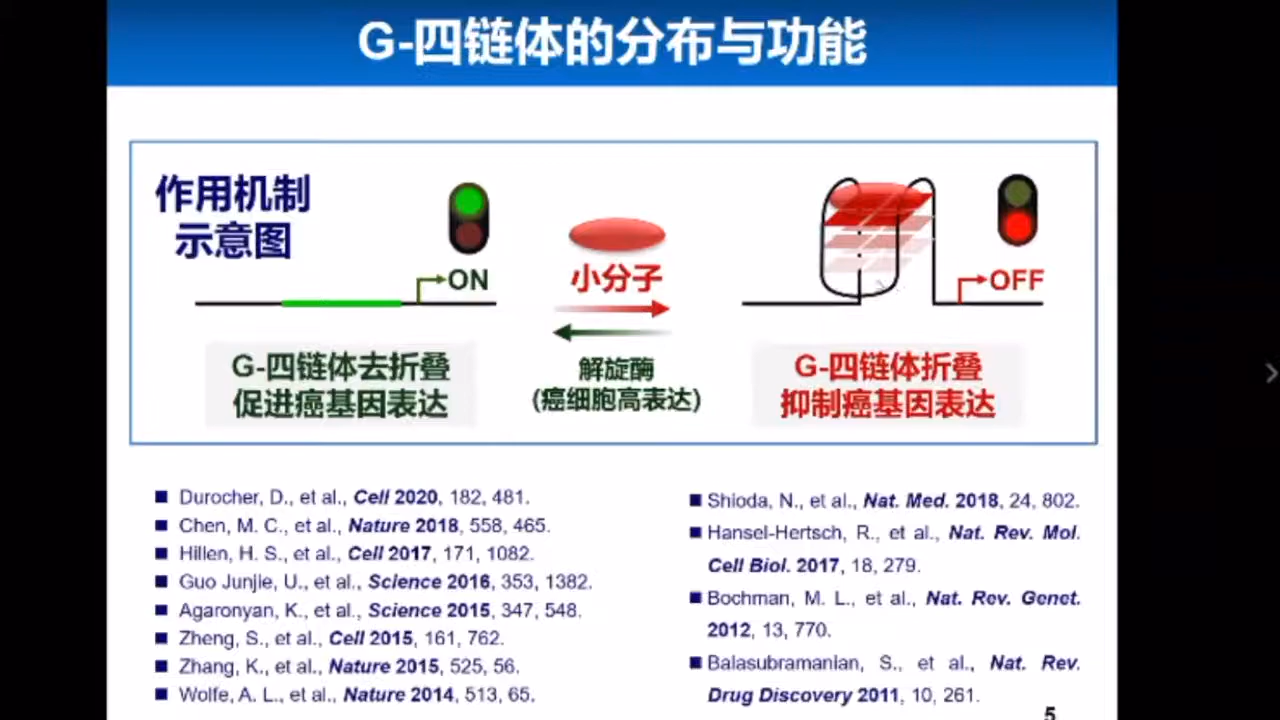 G-四链体的分布与功能
作用机制
示意图
ON
小分子
OFF
G-四链体去折叠
促进癌基因表达
解旋酶
(癌细胞高表达)
G-四链体折叠
抑制癌基因表达
Durocher, D., et al., Cell 2020, 182, 481.
Chen, M. C., et al., Nature 2018, 558, 465.
Hillen, H. S., et al., Cell 2017, 171, 1082.
Guo Junjie, U., et al., Science 2016, 353, 1382.
Agaronyan, K., et al., Science 2015, 347, 548.
Zheng, S., et al., Cell 2015, 161, 762.
Zhang, K., et al., Nature 2015, 525, 56.
Wolfe, A. L., et al., Nature 2014, 513, 65.
Shioda, N., et al., Nat. Med. 2018, 24, 802.
Hansel-Hertsch, R., et al., Nat. Rev. Mol.
Cell Biol. 2017, 18, 279.
Bochman, M. L., et al., Nat. Rev. Genet.
2012, 13, 770.
Balasubramanian, S., et al., Nat. Rev.
Drug Discovery 2011, 10, 261.
5